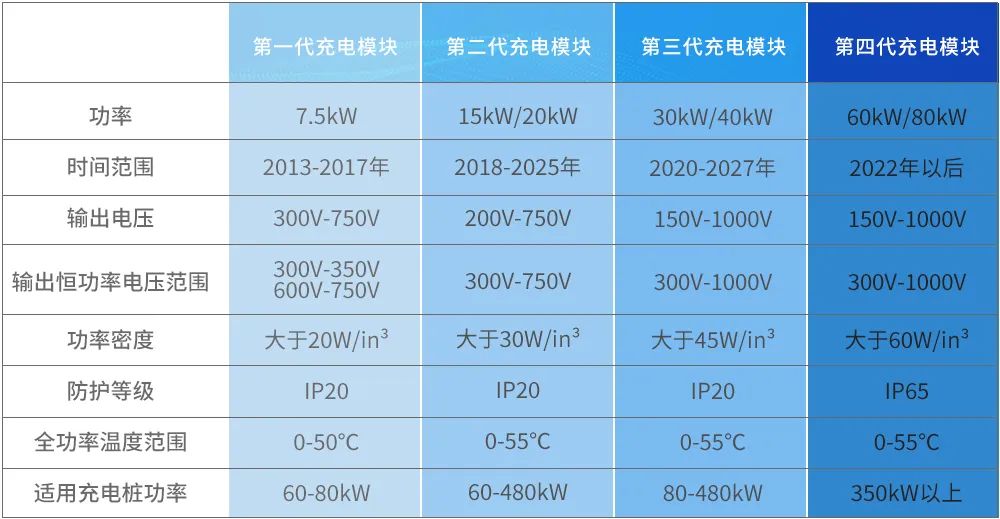 第一代充电模块 第二代充电模块 第三代充电模块 第四代充电模块
功率 7.5kW 15kW/20kW 30kW/40kW 60kW/80kW
时间范围 2013-2017年 2018-2025年 2020-2027年 2022年以后
输出电压 300V-750V 200V-750V 150V-1000V 150V-1000V
输出恒功率电压范围 300V-350V 300V-750V 300V-1000V 300V-1000V
600V-750V
功率密度 大于20W/in³ 大于30W/in³ 大于45W/in³ 大于60W/in³
防护等级 IP20 IP20 IP20 IP65
全功率温度范围 0-50℃ 0-55℃ 0-55℃ 0-55℃
适用充电桩功率 60-80kW 60-480kW 80-480kW 350kW以上